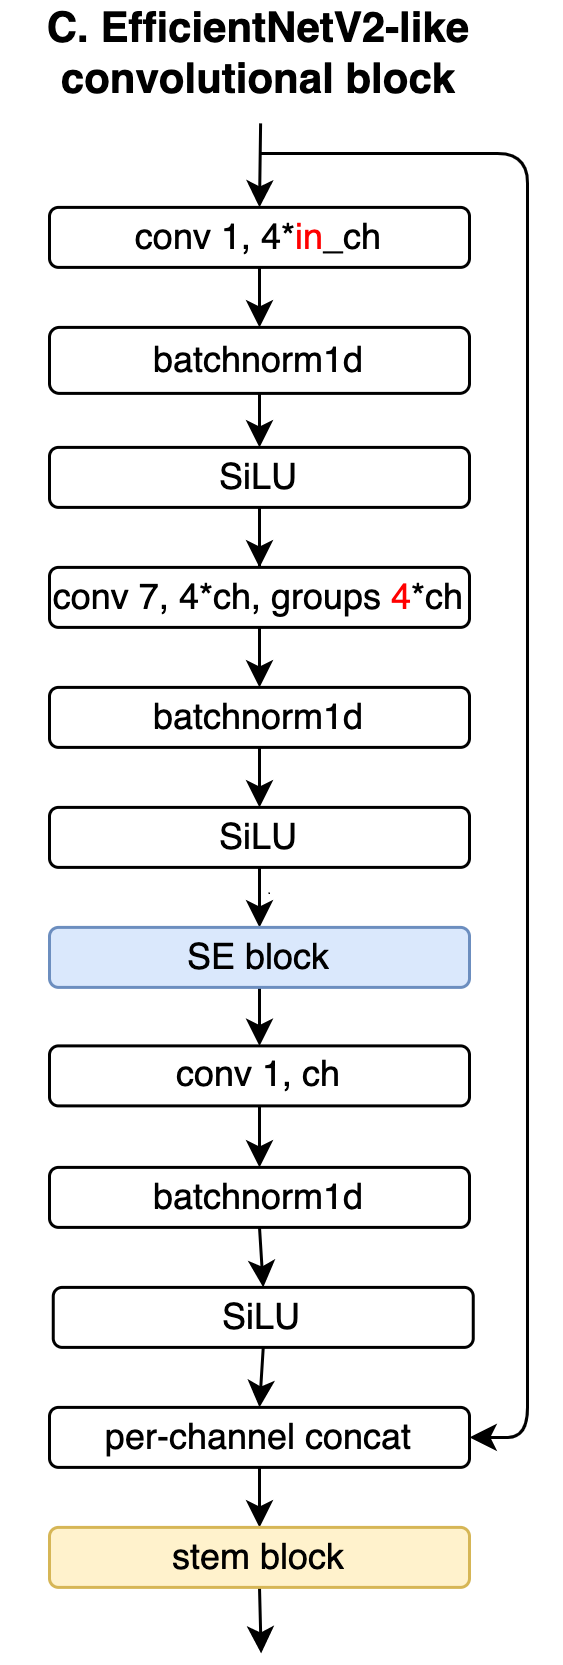 C. EfficientNetV2-like
convolutional block
conv 1, 4*in_ch
batchnorm1d
SiLU
conv 7, 4*ch, groups 4*ch
batchnorm1d
SiLU
SE block
conv 1, ch
batchnorm1d
SiLU
per-channel concat
stem block